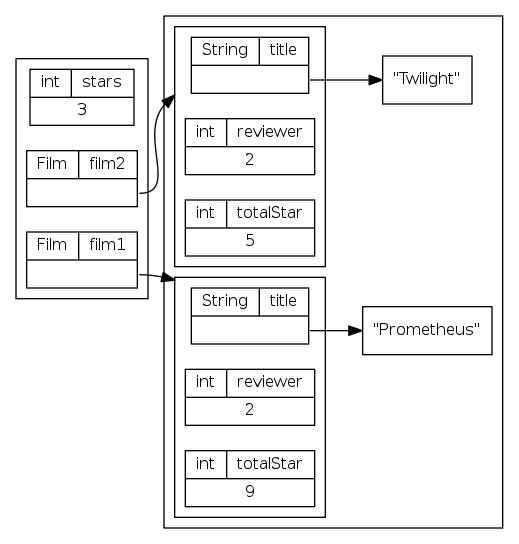 int stars
3
Film film2
Film film1
String title
"Twilight"
int reviewer
2
int totalStar
5
String title
"Prometheus"
int reviewer
2
int totalStar
9